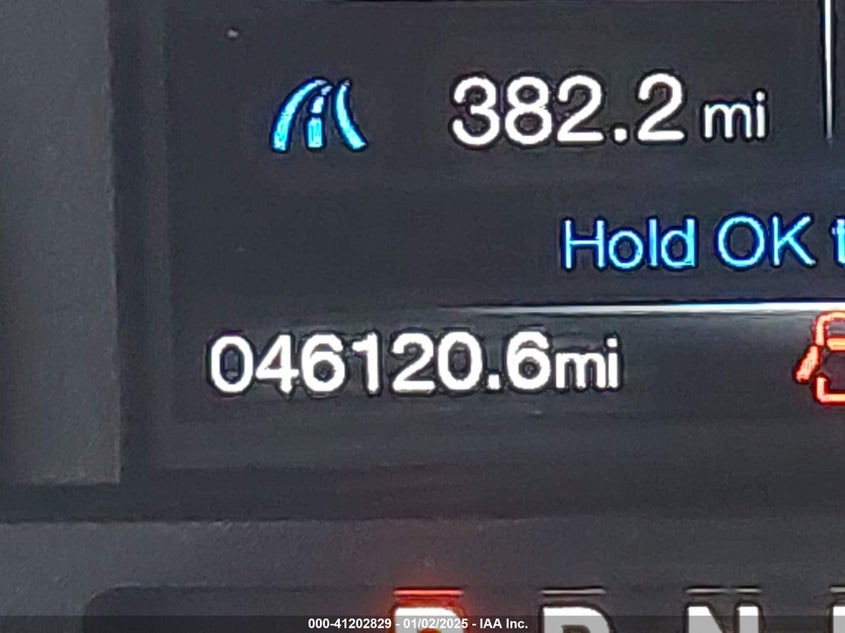 382.2 mi
Hold OK t
046120.6mi
P R N
000-41202829 - 01/02/2025 - IAA Inc.